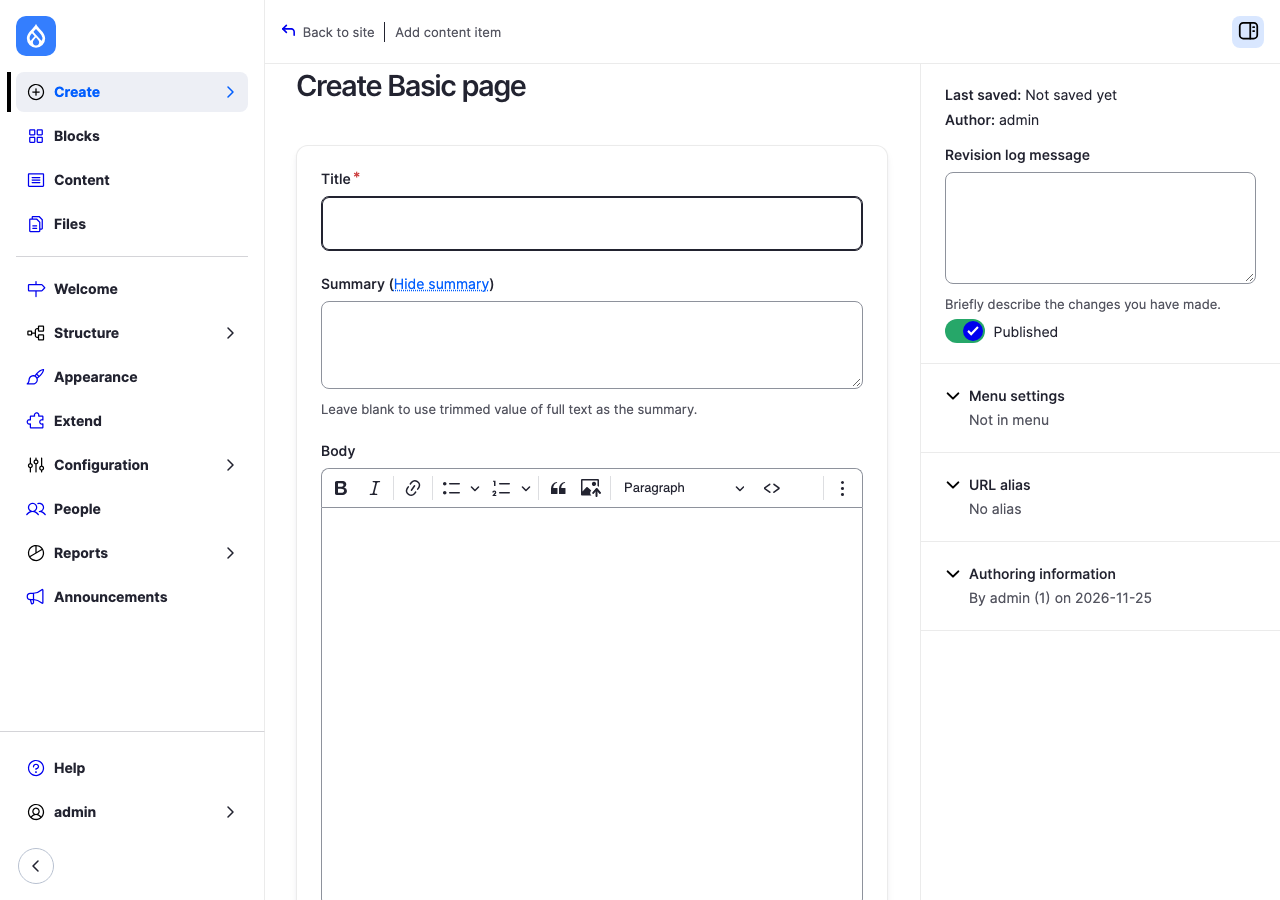 Back to site
Add content item
Create
Blocks
Content
Files
Welcome
Structure
Appearance
Extend
Configuration
People
Reports
Announcements
Help
admin
Create Basic page
Title*
Summary (Hide summary)
Leave blank to use trimmed value of full text as the summary.
Body
Paragraph
Last saved: Not saved yet
Author: admin
Revision log message
Briefly describe the changes you have made.
Published
Menu settings
Not in menu
URL alias
No alias
Authoring information
By admin (1) on 2026-11-25